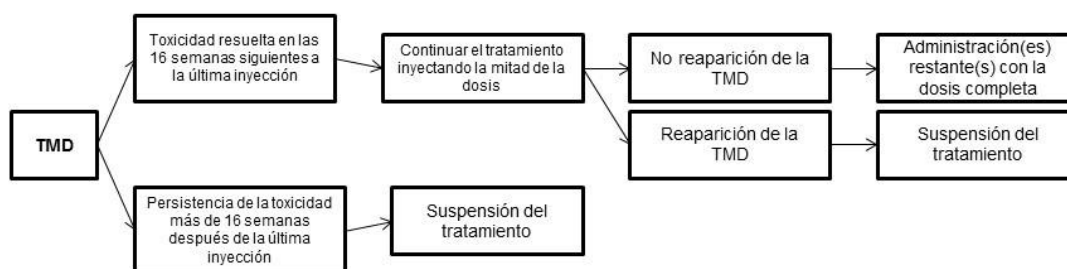 Toxicidad resuelta en las
16 semanas siguientes a
la última inyección
Continuar el tratamiento
inyectando la mitad de la
dosis
No reaparición de la
TMD
Administración(es)
restante(s) con la
dosis completa
TMD
Reaparición de la
TMD
Suspensión del
tratamiento
Persistencia de la toxicidad
más de 16 semanas
después de la última
inyección
Suspensión del
tratamiento